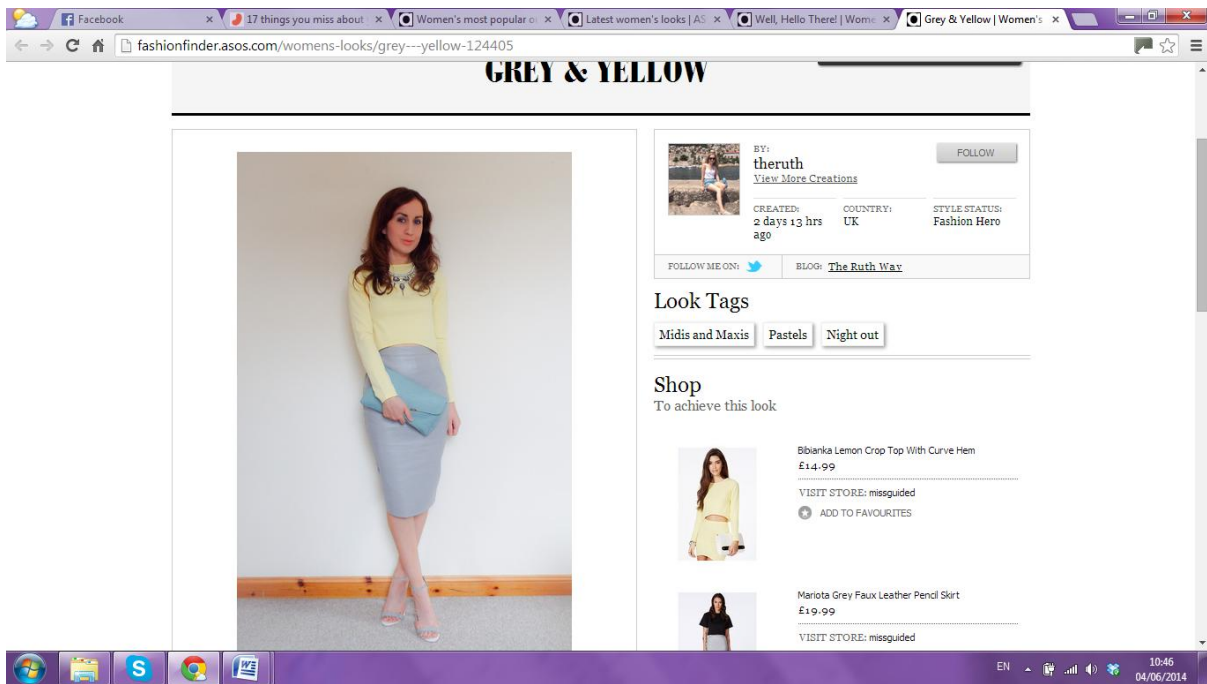 Facebook
17 things you miss about
Women's most popular o
Latest women's looks | AS
Well, Hello There! | Wome
Grey & Yellow | Women's
fashionfinder.asos.com/womens-looks/grey---yellow-124405
GREY & YELLOW
BY:
theruth
View More Creations
FOLLOW
CREATED: COUNTRY: STYLE STATUS:
2 days 13 hrs UK Fashion Hero
ago
FOLLOW ME ON: BLOG: The Ruth Way
Look Tags
Midis and Maxis Pastels Night out
Shop
To achieve this look
Bibianka Lemon Crop Top With Curve Hem
£14.99
VISIT STORE: missguided
ADD TO FAVOURITES
Mariota Grey Faux Leather Pencil Skirt
£19.99
VISIT STORE: missguided
S
W
EN
10:46
04/06/2014